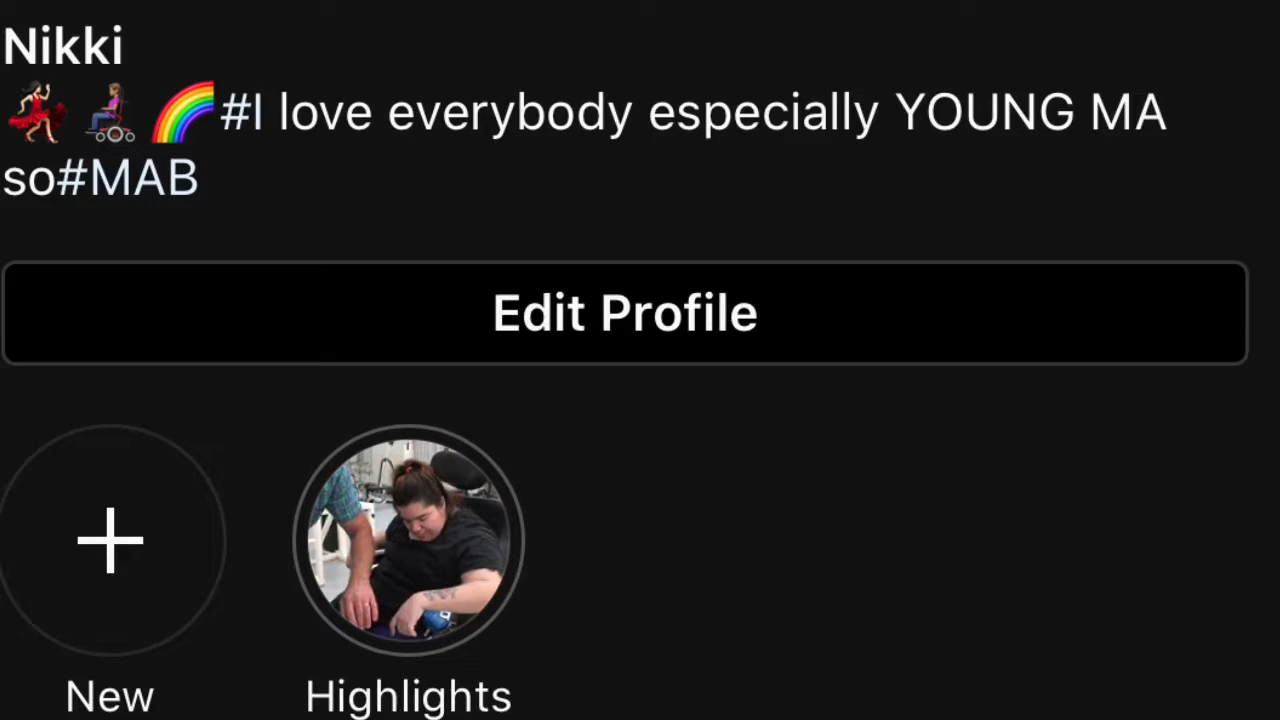 Nikki
💃🏻 👩🏽‍🦽 🌈#I love everybody especially YOUNG MA
so#MAB
Edit Profile
New
Highlights